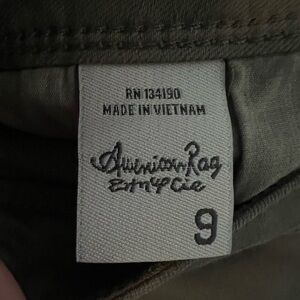 RN 134190
MADE IN VIETNAM
American Rag
Cie
9